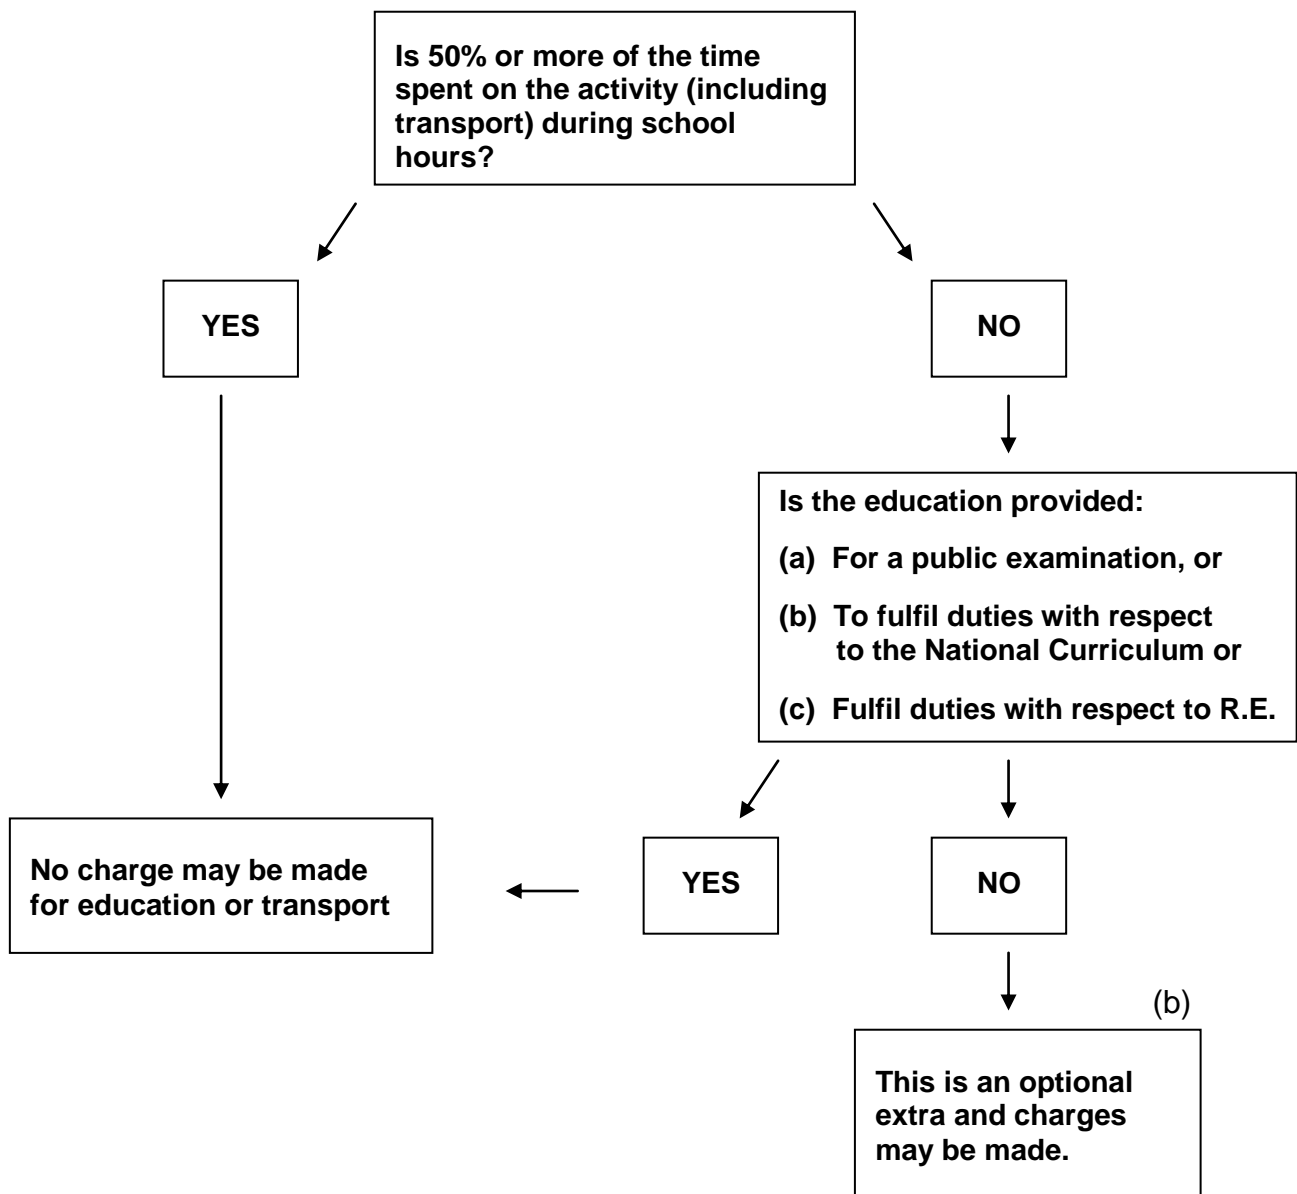 Is 50% or more of the time
spent on the activity (including
transport) during school
hours?
YES
NO
Is the education provided:
(a) For a public examination, or
(b) To fulfil duties with respect
to the National Curriculum or
(c) Fulfil duties with respect to R.E.
No charge may be made
for education or transport
YES
NO
(b)
This is an optional
extra and charges
may be made.